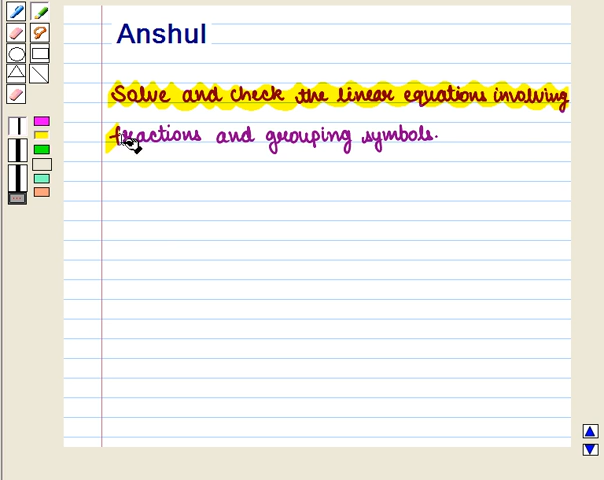 Anshul
Solve and check the linear equations involving
fractions and grouping symbols.